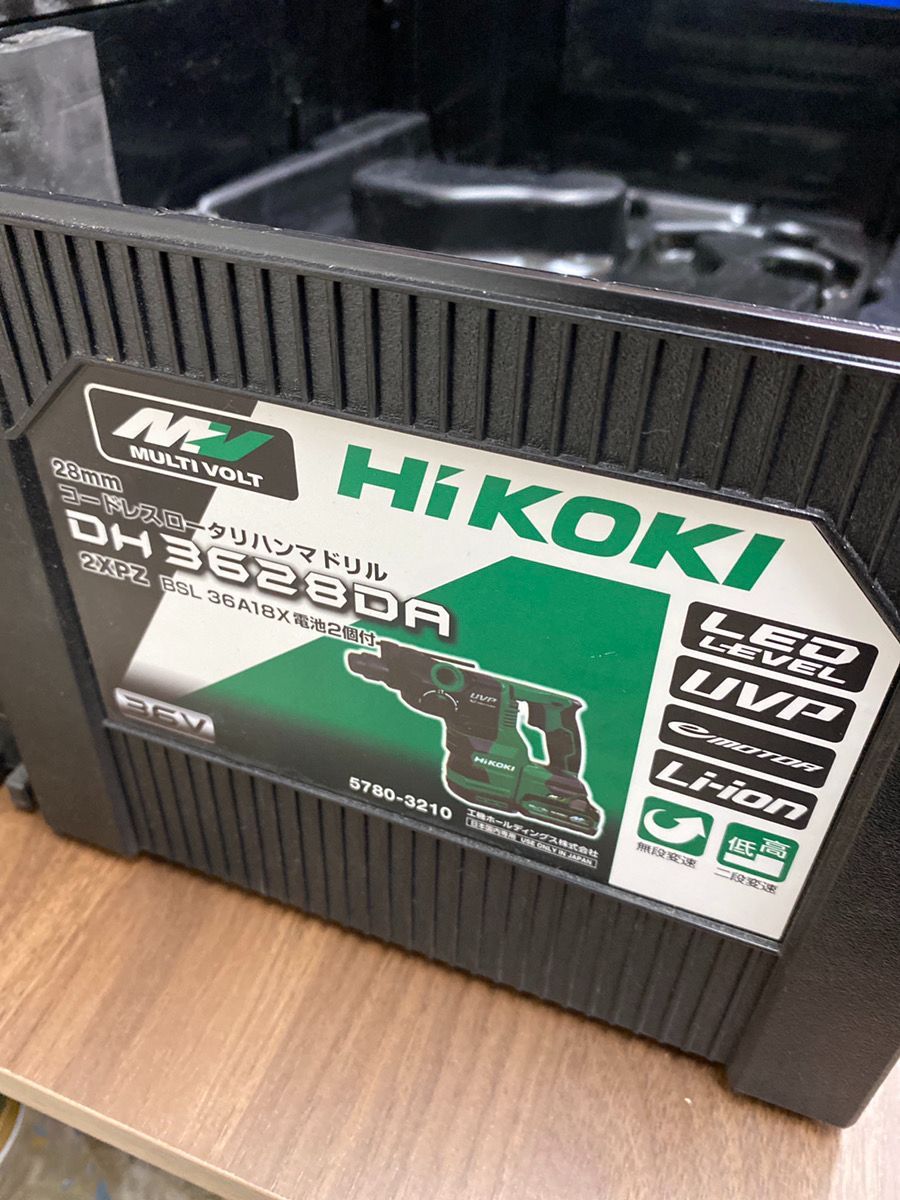 MV
MULTI VOLT
HiKOKI
28mm
コードレスロータリハンマドリル
DH 3628DA
2XPZ BSL 36A18X 電池2個付
36V
UVP
HiKOKI
5780-3210
工機ホールディングス株式会社
日本国内専用 USE ONLY IN JAPAN
LED
LEVEL
UVP
e MOTOR
Li-ion
無段変速
低高
二段変速